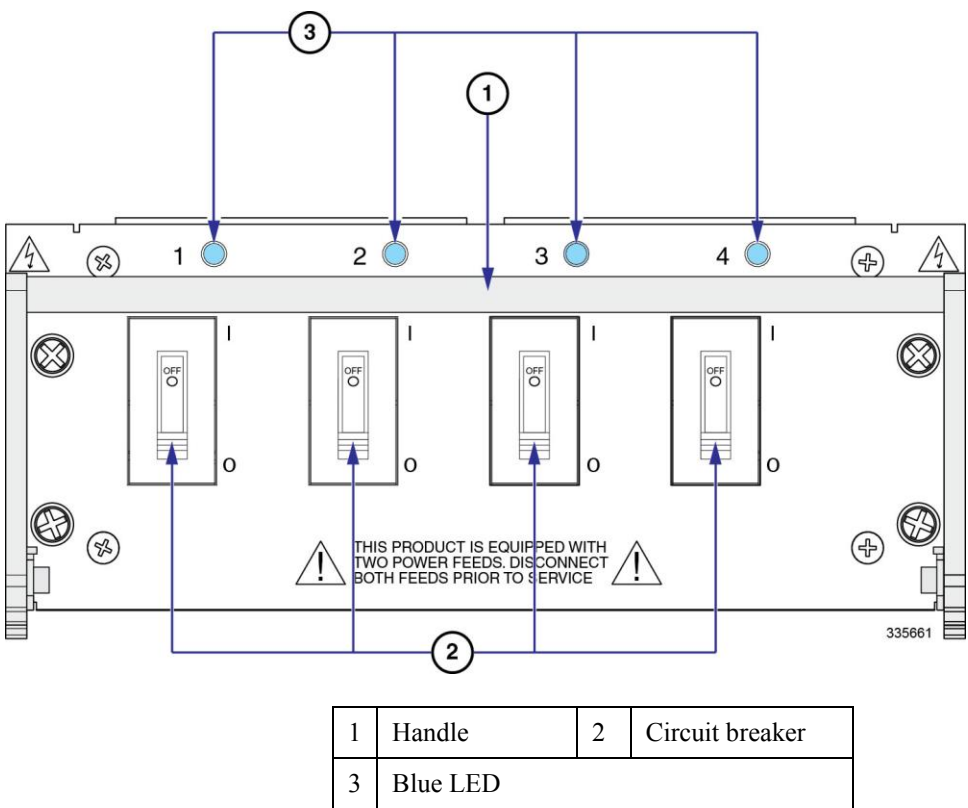 3
1
1 2 3 4
I I I I
OFF OFF OFF OFF
O O O O
THIS PRODUCT IS EQUIPPED WITH
TWO POWER FEEDS. DISCONNECT
BOTH FEEDS PRIOR TO SERVICE
! !
335661
2
1 Handle 2 Circuit breaker
3 Blue LED